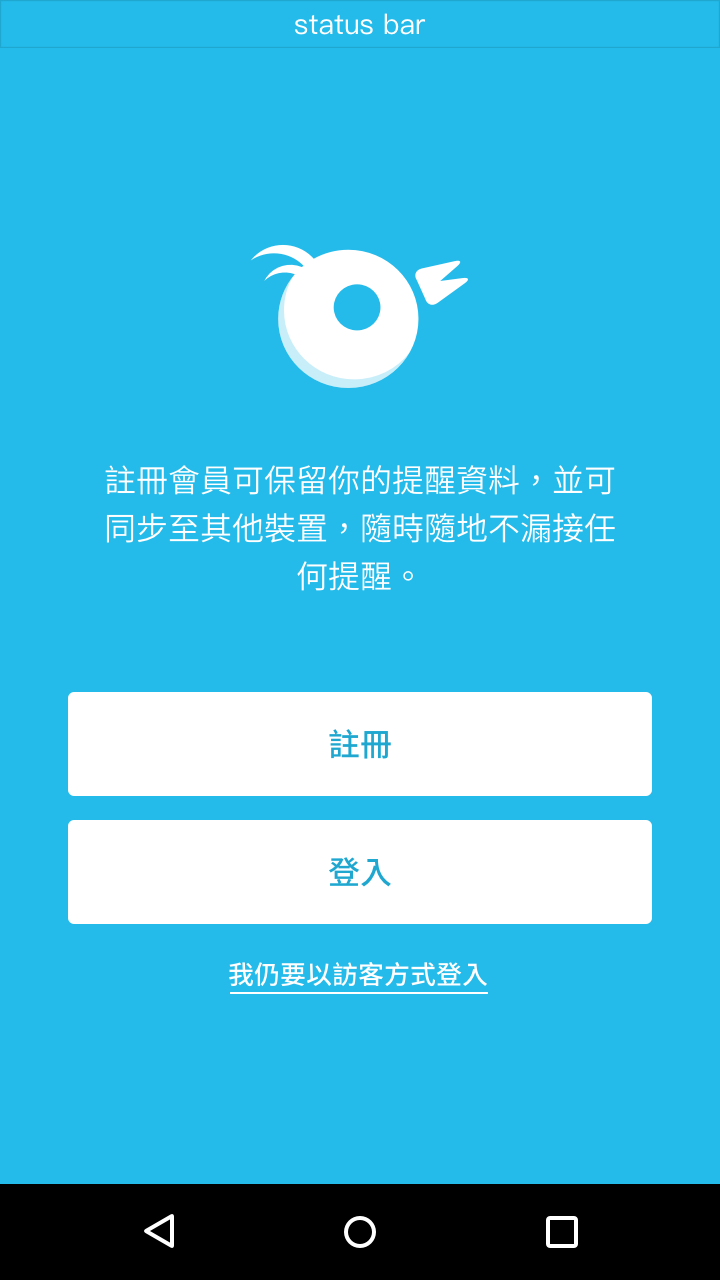 status bar
註冊會員可保留你的提醒資料，並可
同步至其他裝置，隨時隨地不漏接任
何提醒。
註冊
登入
我仍要以訪客方式登入